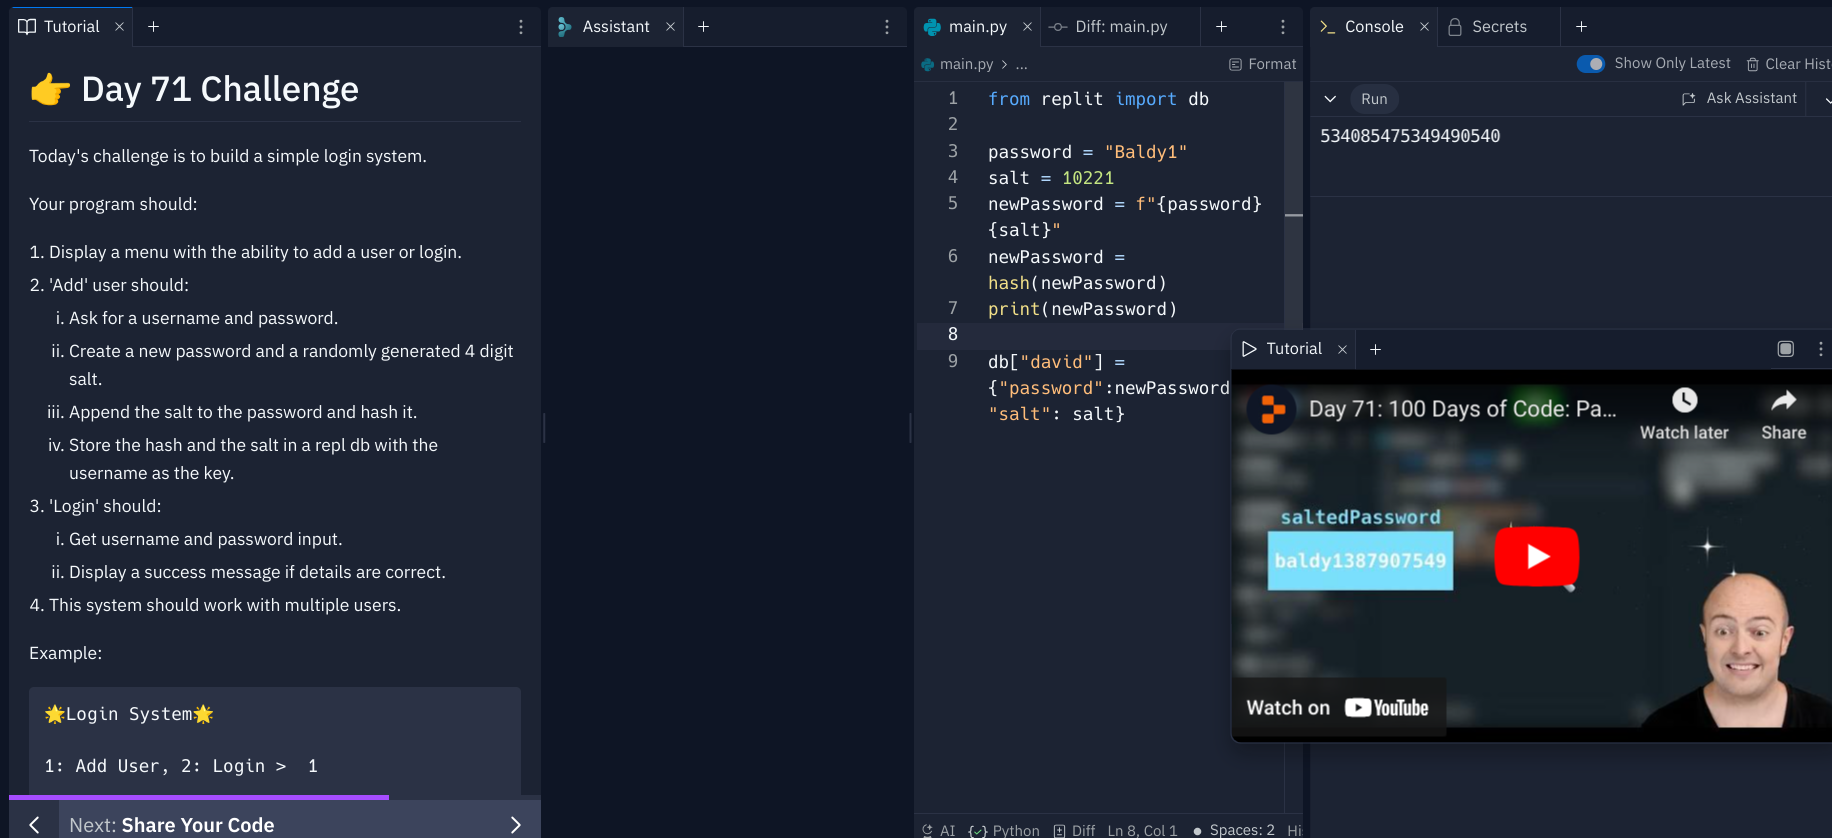 Tutorial
Assistant
main.py
Diff: main.py
Console
Secrets
👉 Day 71 Challenge
Today's challenge is to build a simple login system.
Your program should:
1. Display a menu with the ability to add a user or login.
2. 'Add' user should:
i. Ask for a username and password.
ii. Create a new password and a randomly generated 4 digit
salt.
iii. Append the salt to the password and hash it.
iv. Store the hash and the salt in a repl db with the
username as the key.
3. 'Login' should:
i. Get username and password input.
ii. Display a success message if details are correct.
4. This system should work with multiple users.
Example:
🌟Login System🌟
1: Add User, 2: Login > 1
Next: Share Your Code
main.py > ...
Format
1 from replit import db
2
3 password = "Baldy1"
4 salt = 10221
5 newPassword = f"{password}
{salt}"
6 newPassword =
hash(newPassword)
7 print(newPassword)
8
9 db["david"] =
{"password":newPassword
"salt": salt}
AI
Python
Diff
Ln 8, Col 1
Spaces: 2
Show Only Latest
Clear
Run
Ask Assistant
534085475349490540
Tutorial
Day 71: 100 Days of Code: Pa...
Watch later
Share
saltedPassword
baldy1387907549
Watch on YouTube